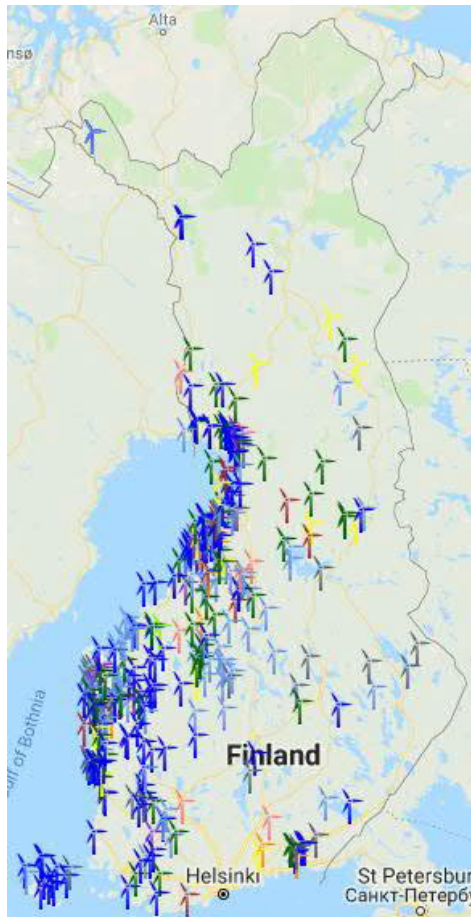 Alta
nsø
Gulf of Bothnia
Finland
Helsinki
St Petersbur
Санкт-Петербу